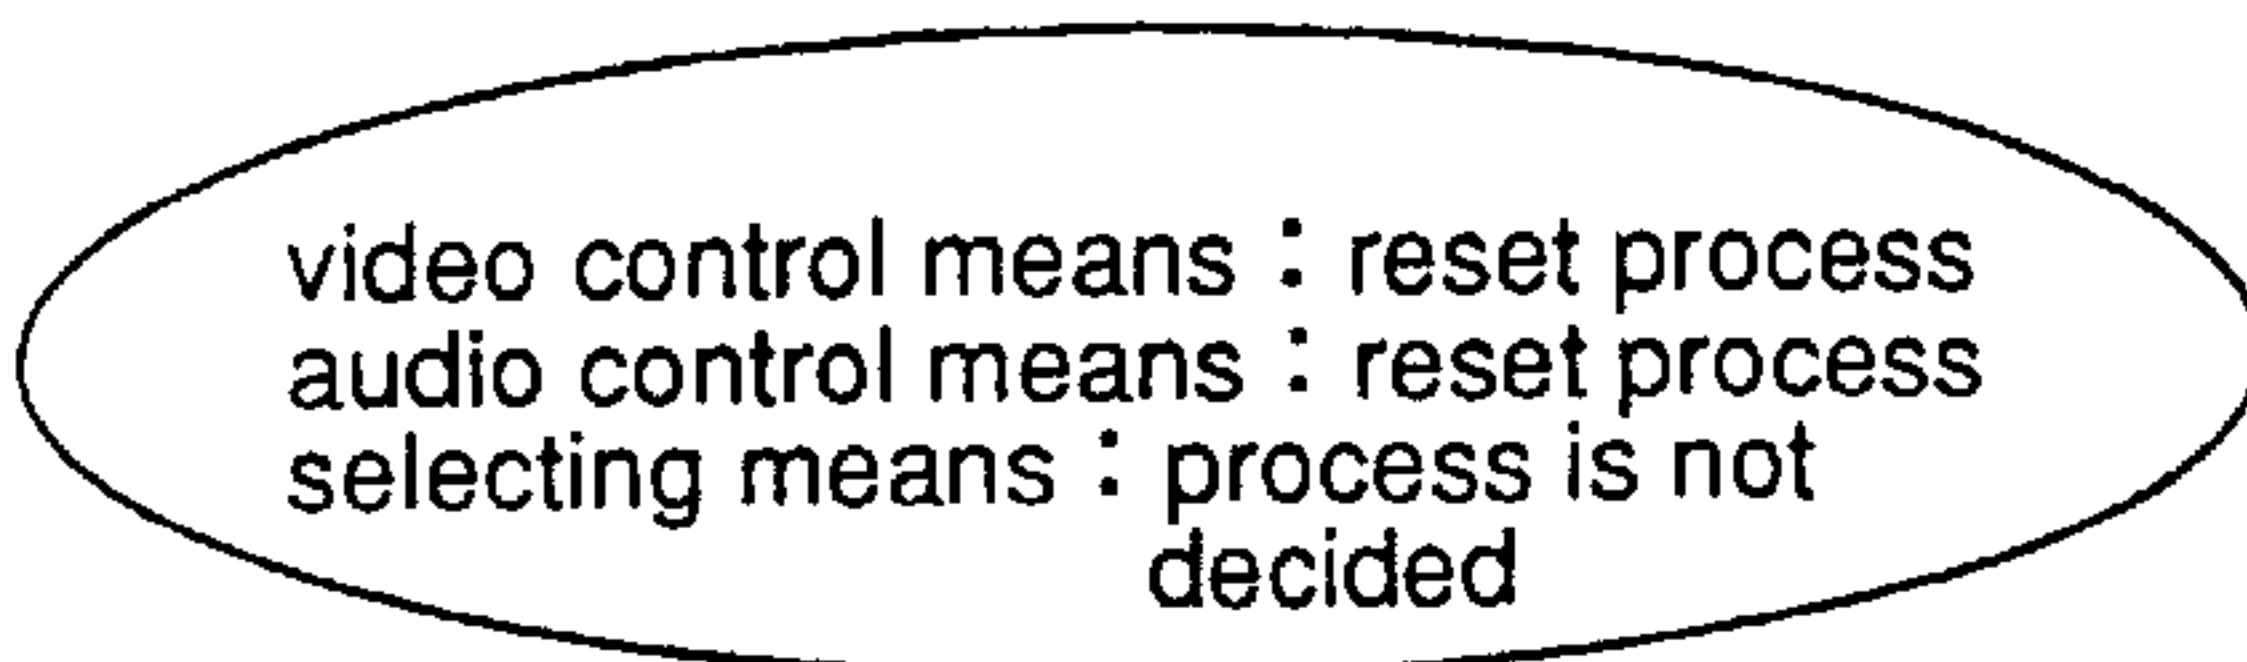 video control means : reset process
audio control means : reset process
selecting means : process is not
decided